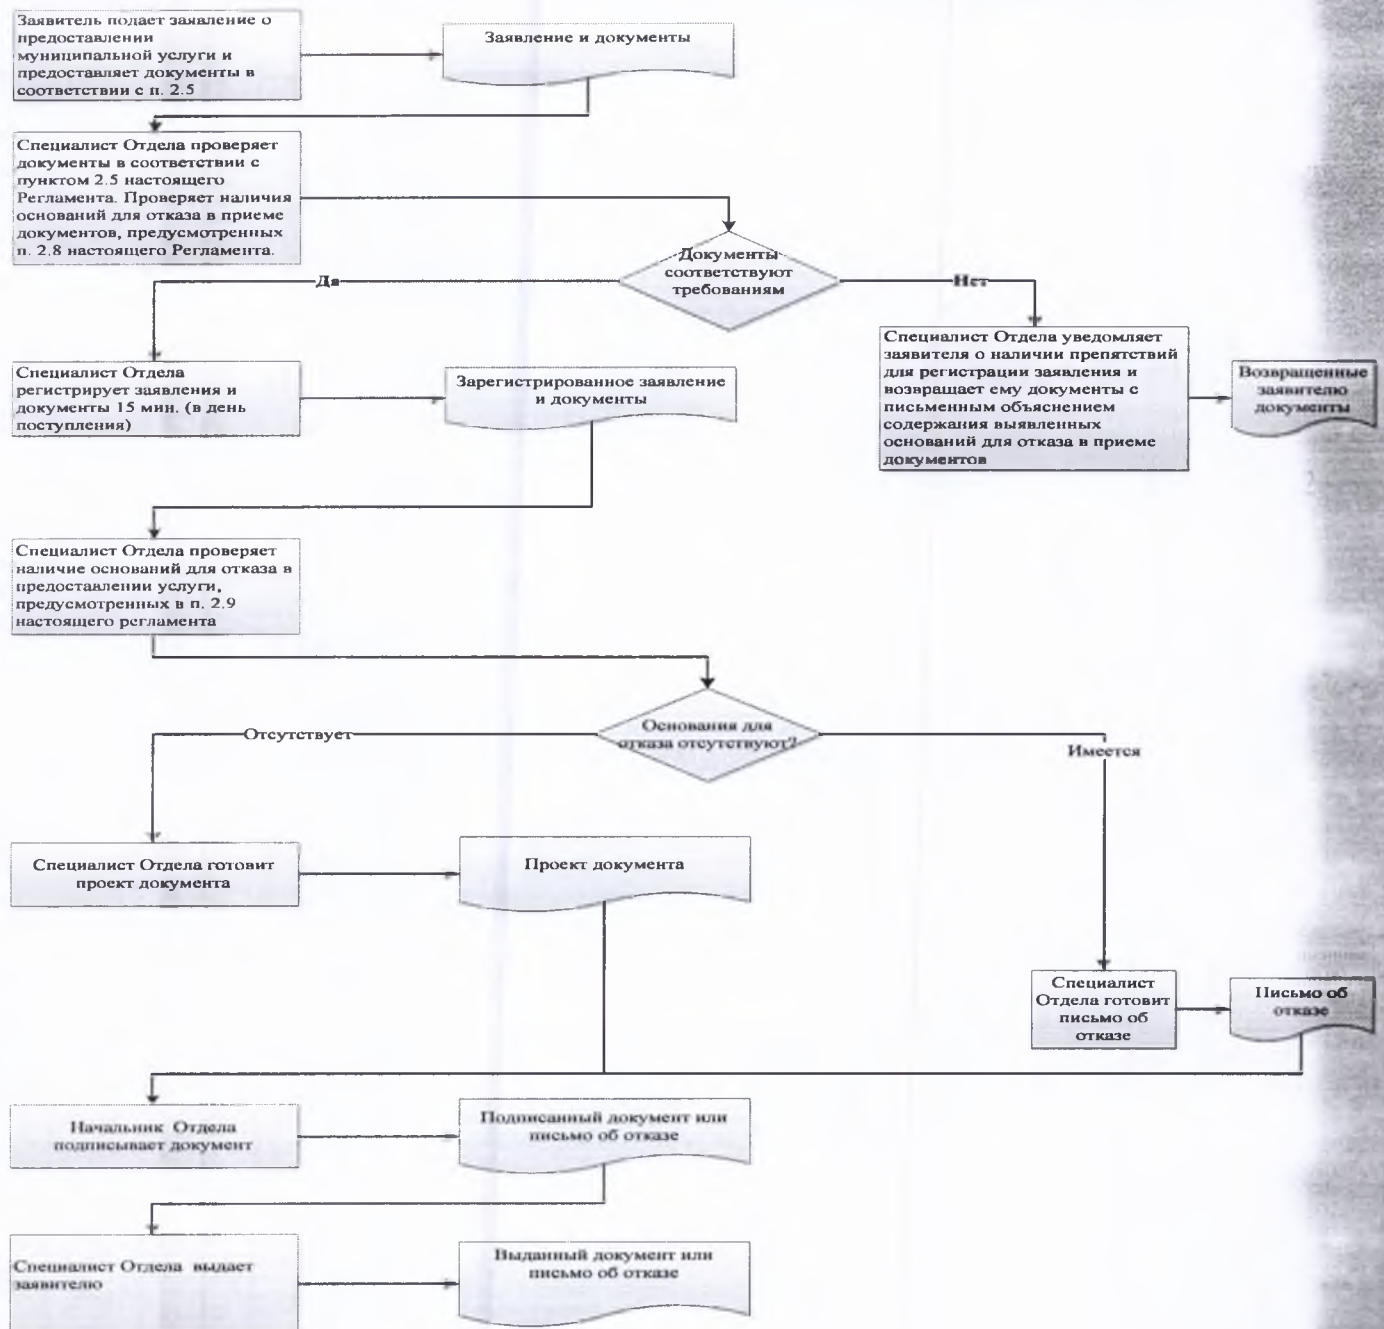 Заявитель подает заявление о
предоставлении
муниципальной услуги и
предоставляет документы в
соответствии с п. 2.5
Заявление и документы
Специалист Отдела проверяет
документы в соответствии с
пунктом 2.5 настоящего
Регламента. Проверяет наличия
оснований для отказа в приеме
документов, предусмотренных
п. 2.8 настоящего Регламента.
Документы
соответствуют
требованиям
Да
Нет
Специалист Отдела
регистрирует заявления и
документы 15 мин. (в день
поступления)
Зарегистрированное заявление
и документы
Специалист Отдела уведомляет
заявителя о наличии препятствий
для регистрации заявления и
возвращает ему документы с
письменным объяснением
содержания выявленных
оснований для отказа в приеме
документов
Возвращенные
заявителю
документы
Специалист Отдела проверяет
наличие оснований для отказа в
предоставлении услуги,
предусмотренных в п. 2.9
настоящего регламента
Основания для
отказа отсутствуют?
Отсутствует
Имеется
Специалист Отдела готовит
проект документа
Проект документа
Специалист
Отдела готовит
письмо об
отказе
Письмо об
отказе
Начальник Отдела
подписывает документ
Подписанный документ или
письмо об отказе
Специалист Отдела выдает
заявителю
Выданный документ или
письмо об отказе